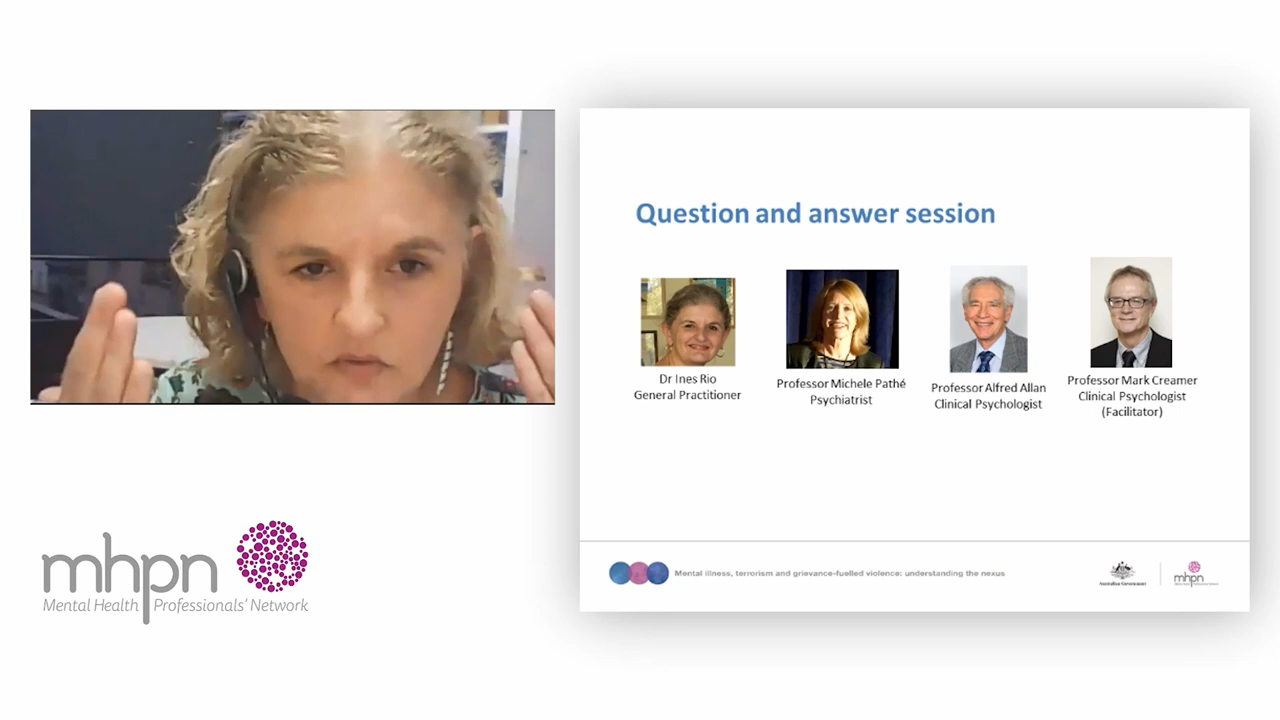 Question and answer session
Dr Ines Rio
General Practitioner
Professor Michele Pathé
Psychiatrist
Professor Alfred Allan
Clinical Psychologist
Professor Mark Creamer
Clinical Psychologist
(Facilitator)
mhpn
Mental Health Professionals' Network
Mental illness, terrorism and grievance-fuelled violence: understanding the nexus
Australian Government
mhpn